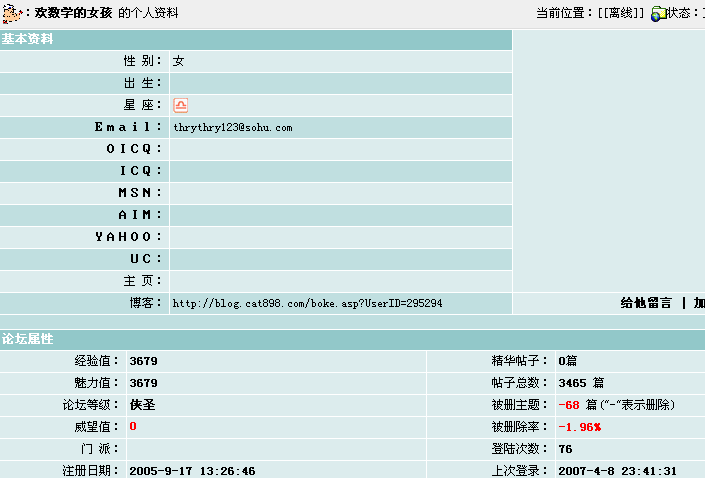 ：欢数学的女孩 的个人资料 当前位置：[[离线]] 状态：
基本资料
性 别： 女
出 生：
星 座：
Email： thrythry123@sohu.com
OICQ：
ICQ：
MSN：
AIM：
YAHOO：
UC：
主 页：
博客： http://blog.cat898.com/boke.asp?UserID=295294 给他留言 | 加
论坛属性
经验值： 3679 精华帖子： 0篇
魅力值： 3679 帖子总数： 3465 篇
论坛等级： 侠圣 被删主题： -68 篇("-"表示删除)
威望值： 0 被删除率： -1.96%
门 派： 登陆次数： 76
注册日期： 2005-9-17 13:26:46 上次登录： 2007-4-8 23:41:31